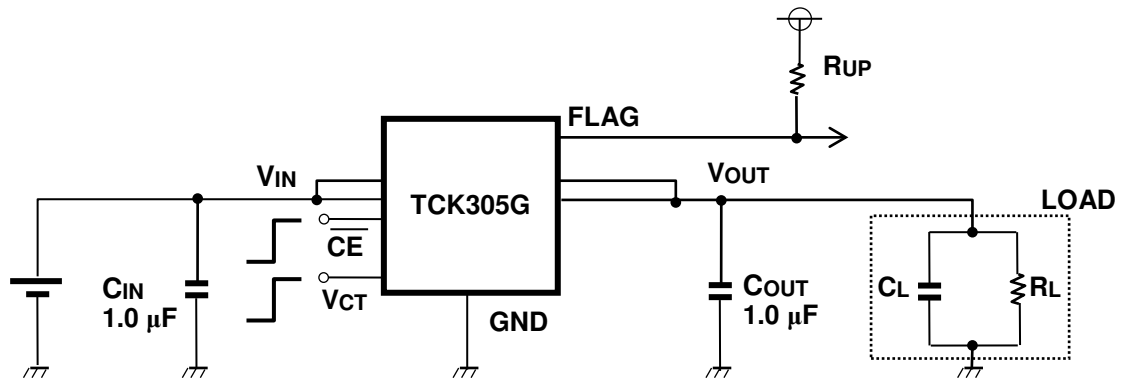 RUP
FLAG
VIN
VOUT
TCK305G
LOAD
CE
CIN
1.0 µF
VCT
GND
COUT
1.0 µF
CL
RL